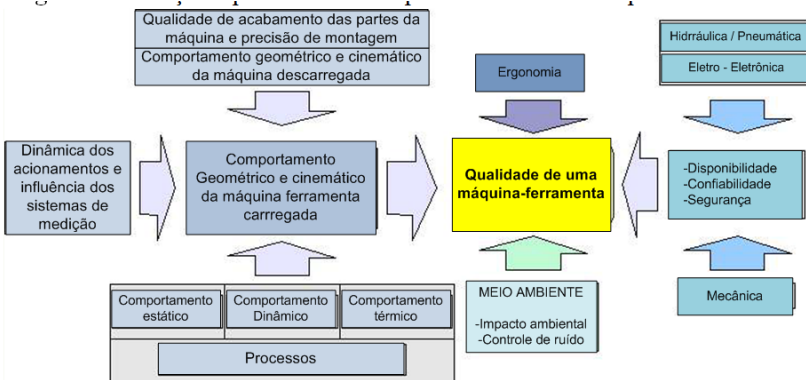 Qualidade de acabamento das partes da
máquina e precisão de montagem
Comportamento geométrico e cinemático
da máquina descarregada
Ergonomia
Hidrráulica / Pneumática
Eletro - Eletrônica
Dinâmica dos
acionamentos e
influência dos
sistemas de
medição
Comportamento
Geométrico e cinemático
da máquina ferramenta
carrregada
Qualidade de uma
máquina-ferramenta
-Disponibilidade
-Confiabilidade
-Segurança
Comportamento
estático
Comportamento
Dinâmico
Comportamento
térmico
Processos
MEIO AMBIENTE
-Impacto ambiental
-Controle de ruído
Mecânica